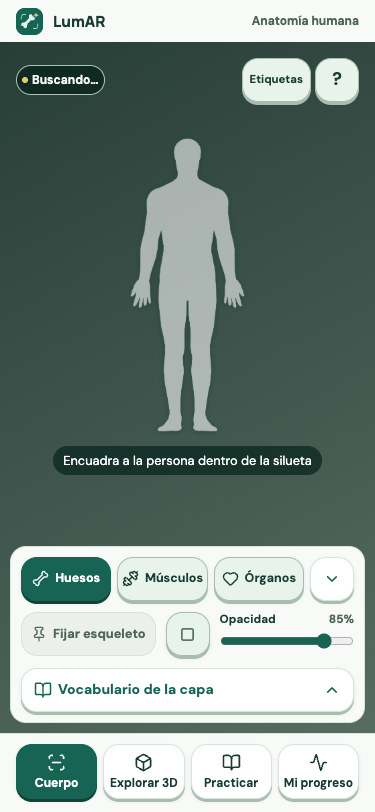 LumAR
Anatomía humana
Buscando...
Etiquetas
?
Encuadra a la persona dentro de la silueta
Huesos
Músculos
Órganos
Fijar esqueleto
Opacidad
85%
Vocabulario de la capa
Cuerpo
Explorar 3D
Practicar
Mi progreso